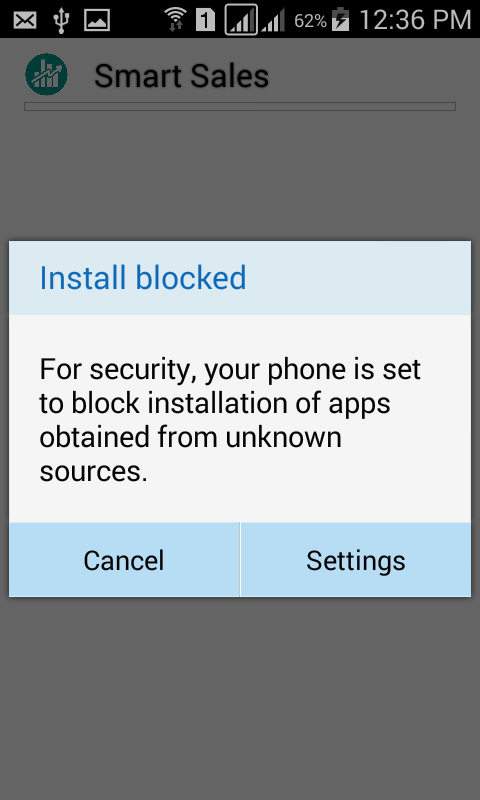 1 62% 12:36 PM
Smart Sales
Install blocked
For security, your phone is set
to block installation of apps
obtained from unknown
sources.
Cancel Settings